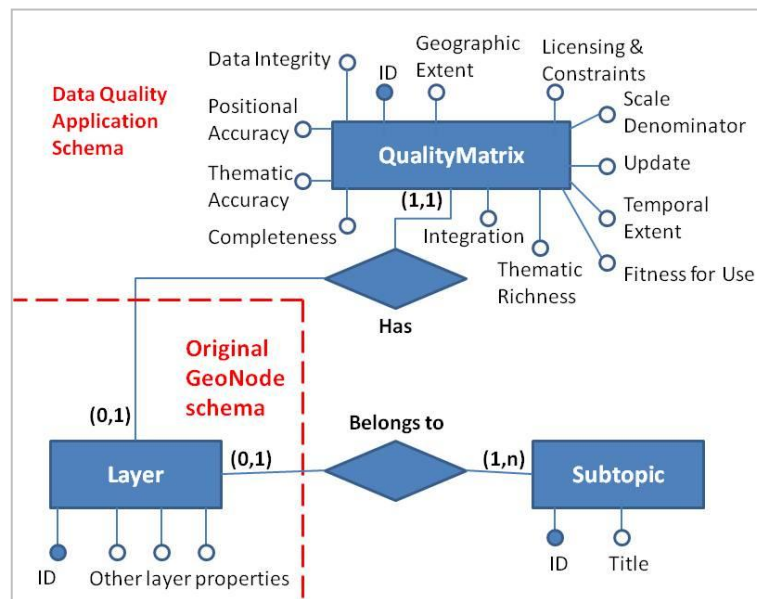 Data Quality
Application
Schema
Data Integrity
ID
Geographic
Extent
Licensing &
Constraints
Positional
Accuracy
Scale
Denominator
QualityMatrix
Thematic
Accuracy
Update
(1,1)
Completeness
Integration
Temporal
Extent
Thematic
Richness
Fitness for Use
Has
Original
GeoNode
schema
(0,1)
Belongs to
Layer
(0,1)
(1,n)
Subtopic
ID
Other layer properties
ID
Title